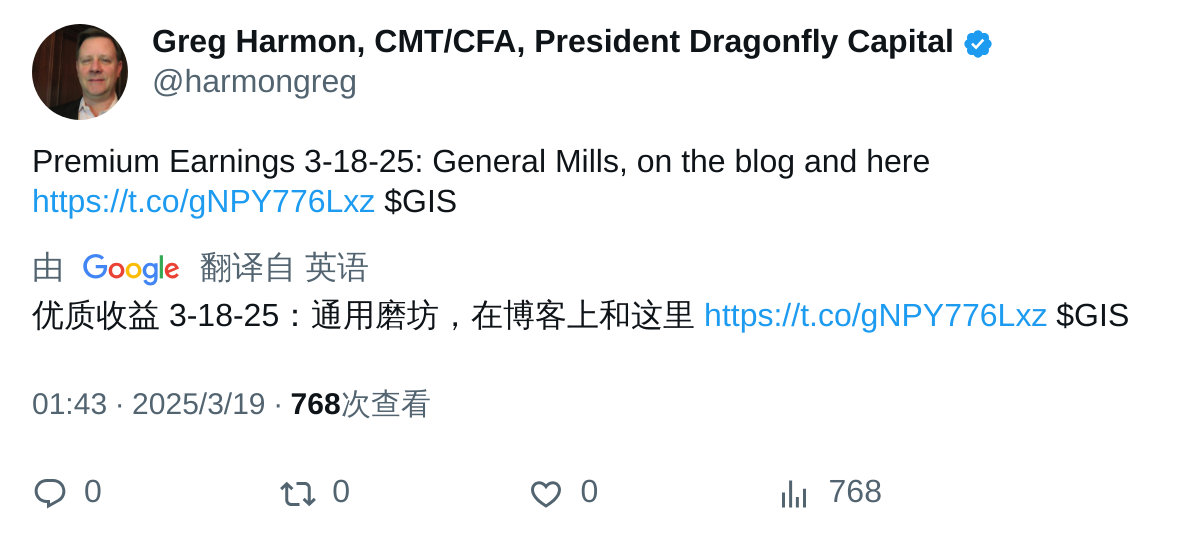 Greg Harmon, CMT/CFA, President Dragonfly Capital
@harmongreg
Premium Earnings 3-18-25: General Mills, on the blog and here
https://t.co/gNPY776Lxz $GIS
由 Google 翻译自 英语
优质收益 3-18-25：通用磨坊，在博客上和这里 https://t.co/gNPY776Lxz $GIS
01:43 · 2025/3/19 · 768次查看
0 0 0 768